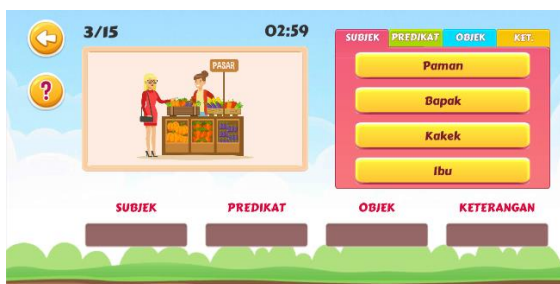 3/15
02:59
SUBJEK PREDIKAT OBJEK KET.
PASAR
?
Paman
Bapak
Kakek
Ibu
SUBJEK PREDIKAT OBJEK KETERANGAN